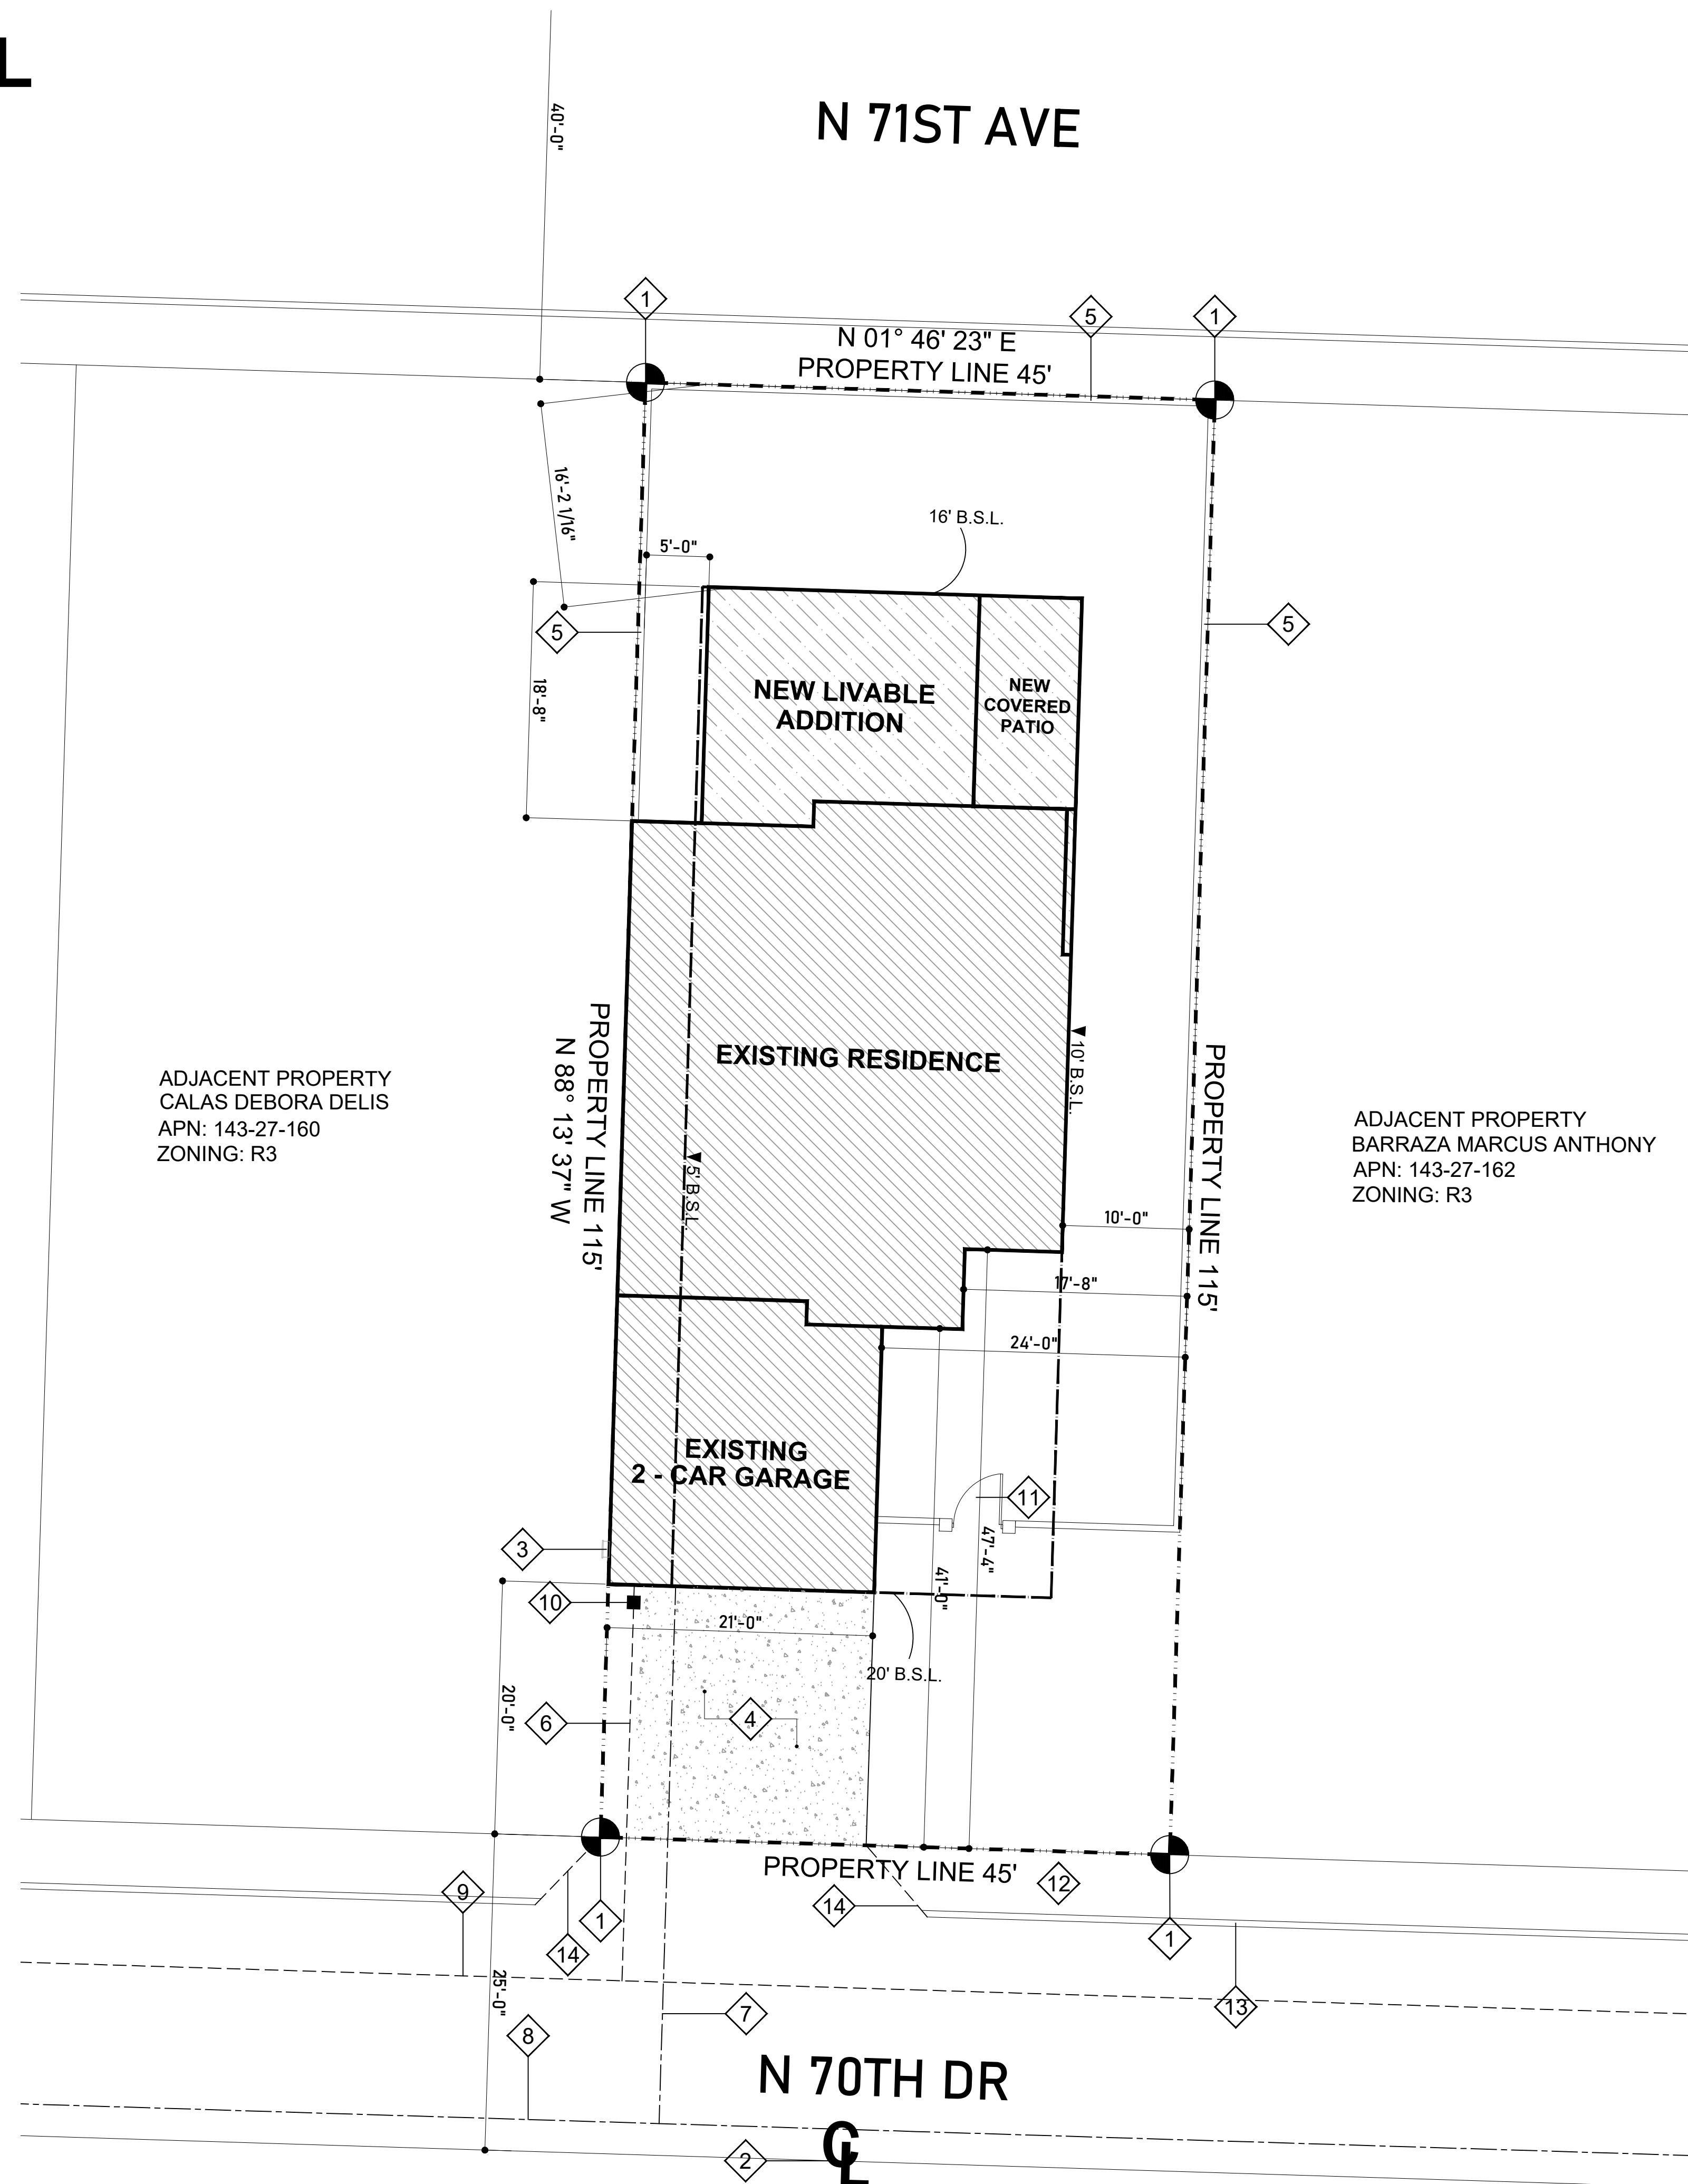 L
40'-0"
N 71ST AVE
1
5
1
N 01° 46' 23" E
PROPERTY LINE 45'
16'-2 1/16"
16' B.S.L.
5'-0"
5
5
18'-8"
NEW LIVABLE
ADDITION
NEW
COVERED
PATIO
PROPERTY LINE 115'
N 88° 13' 37" W
EXISTING RESIDENCE
10' B.S.L.
5' B.S.L.
PROPERTY LINE 115'
ADJACENT PROPERTY
CALAS DEBORA DELIS
APN: 143-27-160
ZONING: R3
ADJACENT PROPERTY
BARRAZA MARCUS ANTHONY
APN: 143-27-162
ZONING: R3
10'-0"
17'-8"
24'-0"
EXISTING
2 - CAR GARAGE
11
3
47'-4"
41'-0"
10
21'-0"
20' B.S.L.
20'-0"
6
4
PROPERTY LINE 45'
12
9
14
1
14
1
25'-0"
13
7
8
N 70TH DR
CL
2